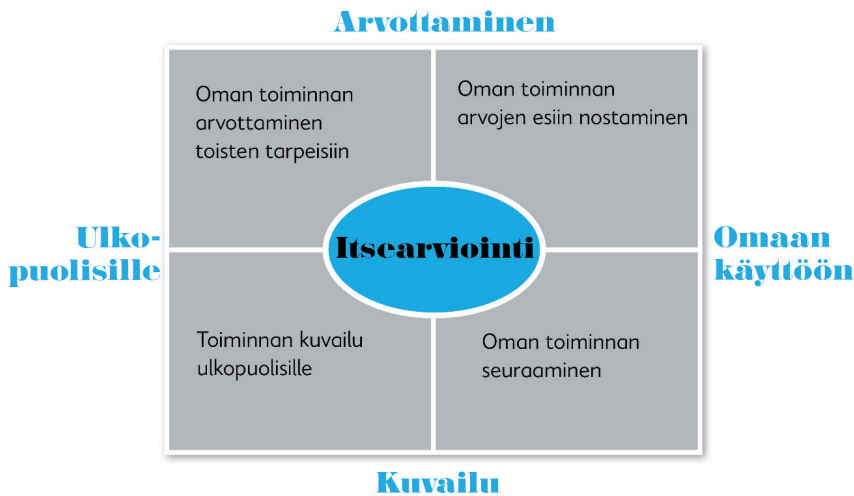 Arvottaminen
Oman toiminnan
arvottaminen
toisten tarpeisiin
Oman toiminnan
arvojen esiin nostaminen
Ulko-
puolisille
Itsearviointi
Omaan
käyttöön
Toiminnan kuvailu
ulkopuolisille
Oman toiminnan
seuraaminen
Kuvailu